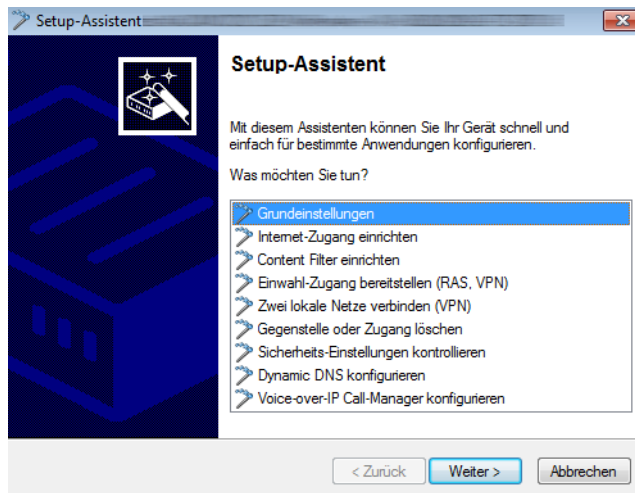 Setup-Assistent
Setup-Assistent
Mit diesem Assistenten können Sie Ihr Gerät schnell und
einfach für bestimmte Anwendungen konfigurieren.
Was möchten Sie tun?
Grundeinstellungen
Internet-Zugang einrichten
Content Filter einrichten
Einwahl-Zugang bereitstellen (RAS, VPN)
Zwei lokale Netze verbinden (VPN)
Gegenstelle oder Zugang löschen
Sicherheits-Einstellungen kontrollieren
Dynamic DNS konfigurieren
Voice-over-IP Call-Manager konfigurieren
< Zurück Weiter > Abbrechen